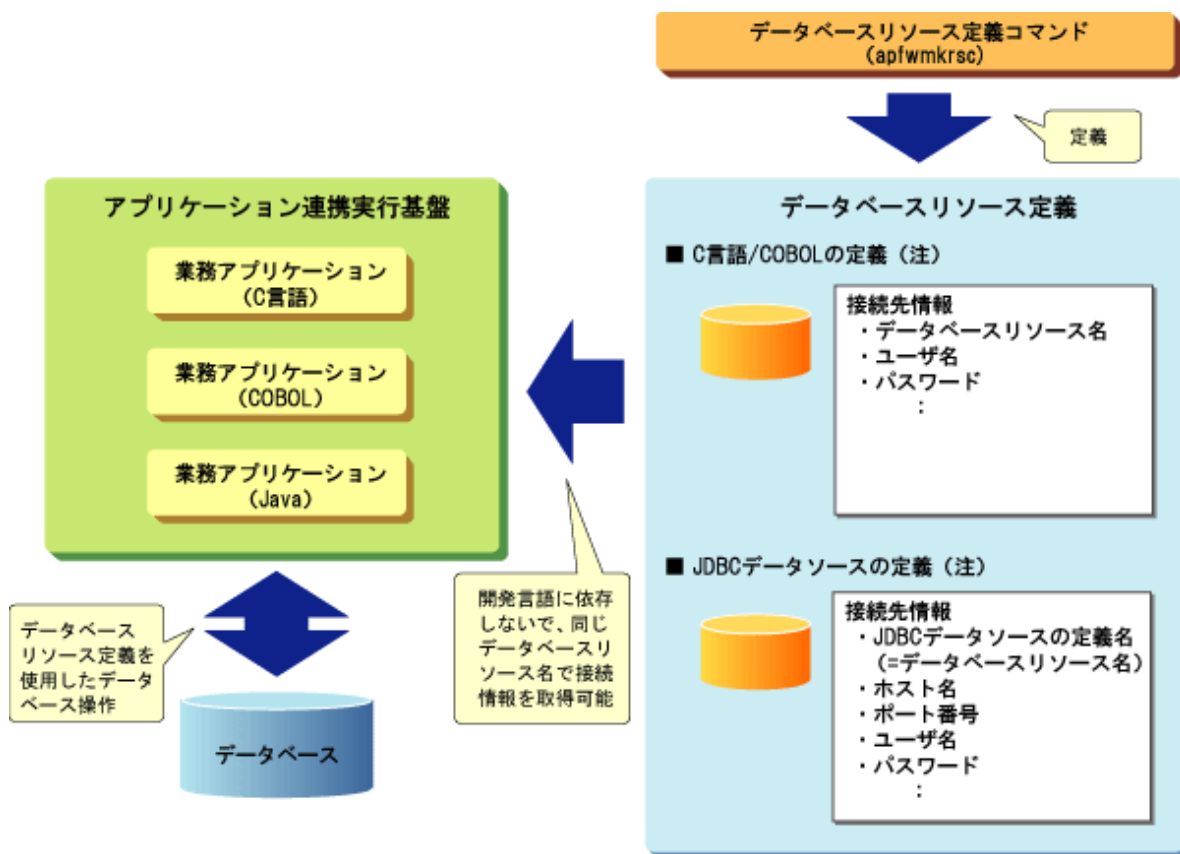 データベースリソース定義コマンド
(apfwmkrsc)
定義
アプリケーション連携実行基盤
業務アプリケーション
(C言語)
業務アプリケーション
(COBOL)
業務アプリケーション
(Java)
データベース
リソース定義を
使用したデータ
ベース操作
データベース
開発言語に依存
しないで、同じ
データベースリ
ソース名で接続
情報を取得可能
データベースリソース定義
■ C言語/COBOLの定義（注）
接続先情報
・データベースリソース名
・ユーザ名
・パスワード
：
■ JDBCデータソースの定義（注）
接続先情報
・JDBCデータソースの定義名
(=データベースリソース名)
・ホスト名
・ポート番号
・ユーザ名
・パスワード
：